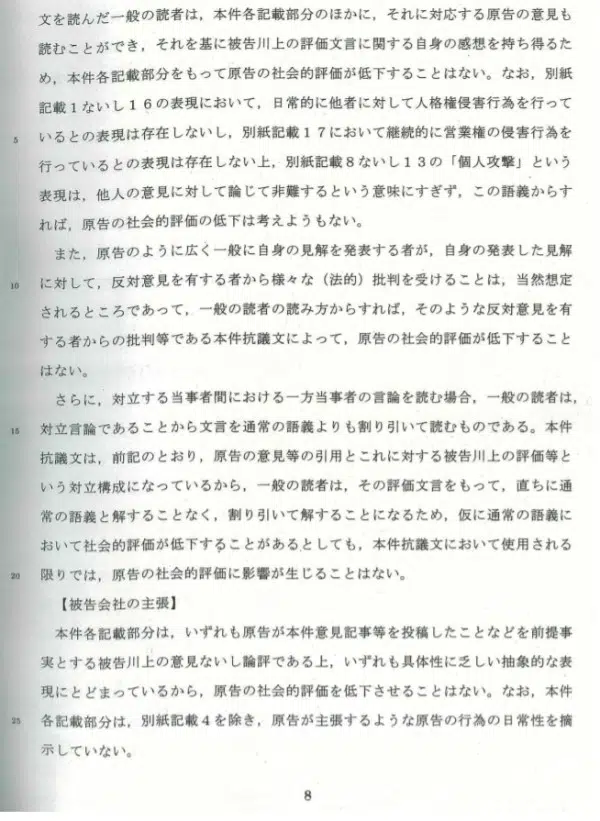 文を読んだ一般の読者は，本件各記載部分のほかに，それに対応する原告の意見も
読むことができ，それを基に被告川上の評価文言に関する自身の感想を持ち得るた
め，本件各記載部分をもって原告の社会的評価が低下することはない。なお，別紙
記載１ないし１６の表現において，日常的に他者に対して人格権侵害行為を行って
5 いるとの表現は存在しないし，別紙記載１７において継続的に営業権の侵害行為を
行っているとの表現は存在しない上，別紙記載８ないし１３の「個人攻撃」という
表現は，他人の意見に対して論じて非難するという意味にすぎず，この語義からす
れば，原告の社会的評価の低下は考えようもない。
また，原告のように広く一般に自身の見解を発表する者が，自身の発表した見解
10 に対して，反対意見を有する者から様々な（法的）批判を受けることは，当然想定
されるところであって，一般の読者の読み方からすれば，そのような反対意見を有
する者からの批判等である本件抗議文によって，原告の社会的評価が低下すること
はない。
さらに，対立する当事者間における一方当事者の言論を読む場合，一般の読者は，
15 対立言論であることから文言を通常の語義よりも割り引いて読むものである。本件
抗議文は，前記のとおり，原告の意見等の引用とこれに対する被告川上の評価等と
いう対立構成になっているから，一般の読者は，その評価文言をもって，直ちに通
常の語義と解することなく，割り引いて解することになるため，仮に通常の語義に
おいて社会的評価が低下することがあるとしても，本件抗議文において使用される
20 限りでは，原告の社会的評価に影響が生じることはない。
【被告会社の主張】
本件各記載部分は，いずれも原告が本件意見記事等を投稿したことなどを前提事
実とする被告川上の意見ないし論評である上，いずれも具体性に乏しい抽象的な表
現にとどまっているから，原告の社会的評価を低下させることはない。なお，本件
25 各記載部分は，別紙記載４を除き，原告が主張するような原告の行為の日常性を摘
示していない。
8